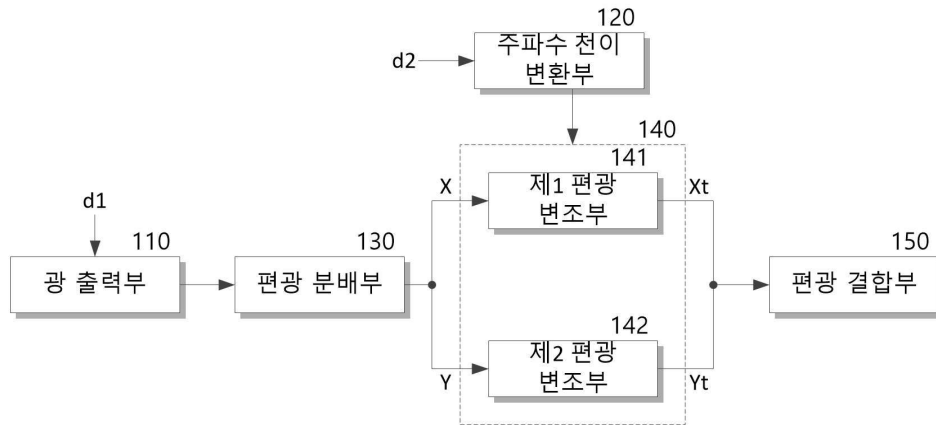 120
주파수 천이
변환부
d2
140
141
제1 편광
변조부
X
Xt
d1
110
광 출력부
130
편광 분배부
150
편광 결합부
142
제2 편광
변조부
Y
Yt